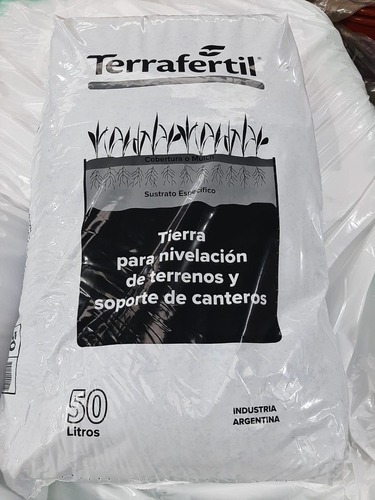 Terrafertil
Cobertura o Mulch
Sustrato Específico
Tierra
para nivelación
de terrenos y
soporte de canteros
50
Litros
INDUSTRIA
ARGENTINA